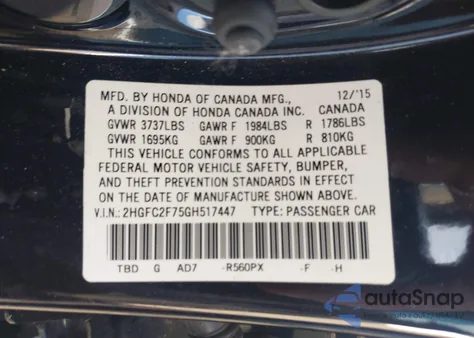 MFD. BY HONDA OF CANADA MFG., 12/'15
A DIVISION OF HONDA CANADA INC. CANADA
GVWR 3737LBS GAWR F 1984LBS R 1786LBS
GVWR 1695KG GAWR F 900KG R 810KG
THIS VEHICLE CONFORMS TO ALL APPLICABLE
FEDERAL MOTOR VEHICLE SAFETY, BUMPER,
AND THEFT PREVENTION STANDARDS IN EFFECT
ON THE DATE OF MANUFACTURE SHOWN ABOVE.
V.I.N.: 2HGFC2F75GH517447 TYPE: PASSENGER CAR
TBD G AD7 -R560PX -F -H
autaSnap